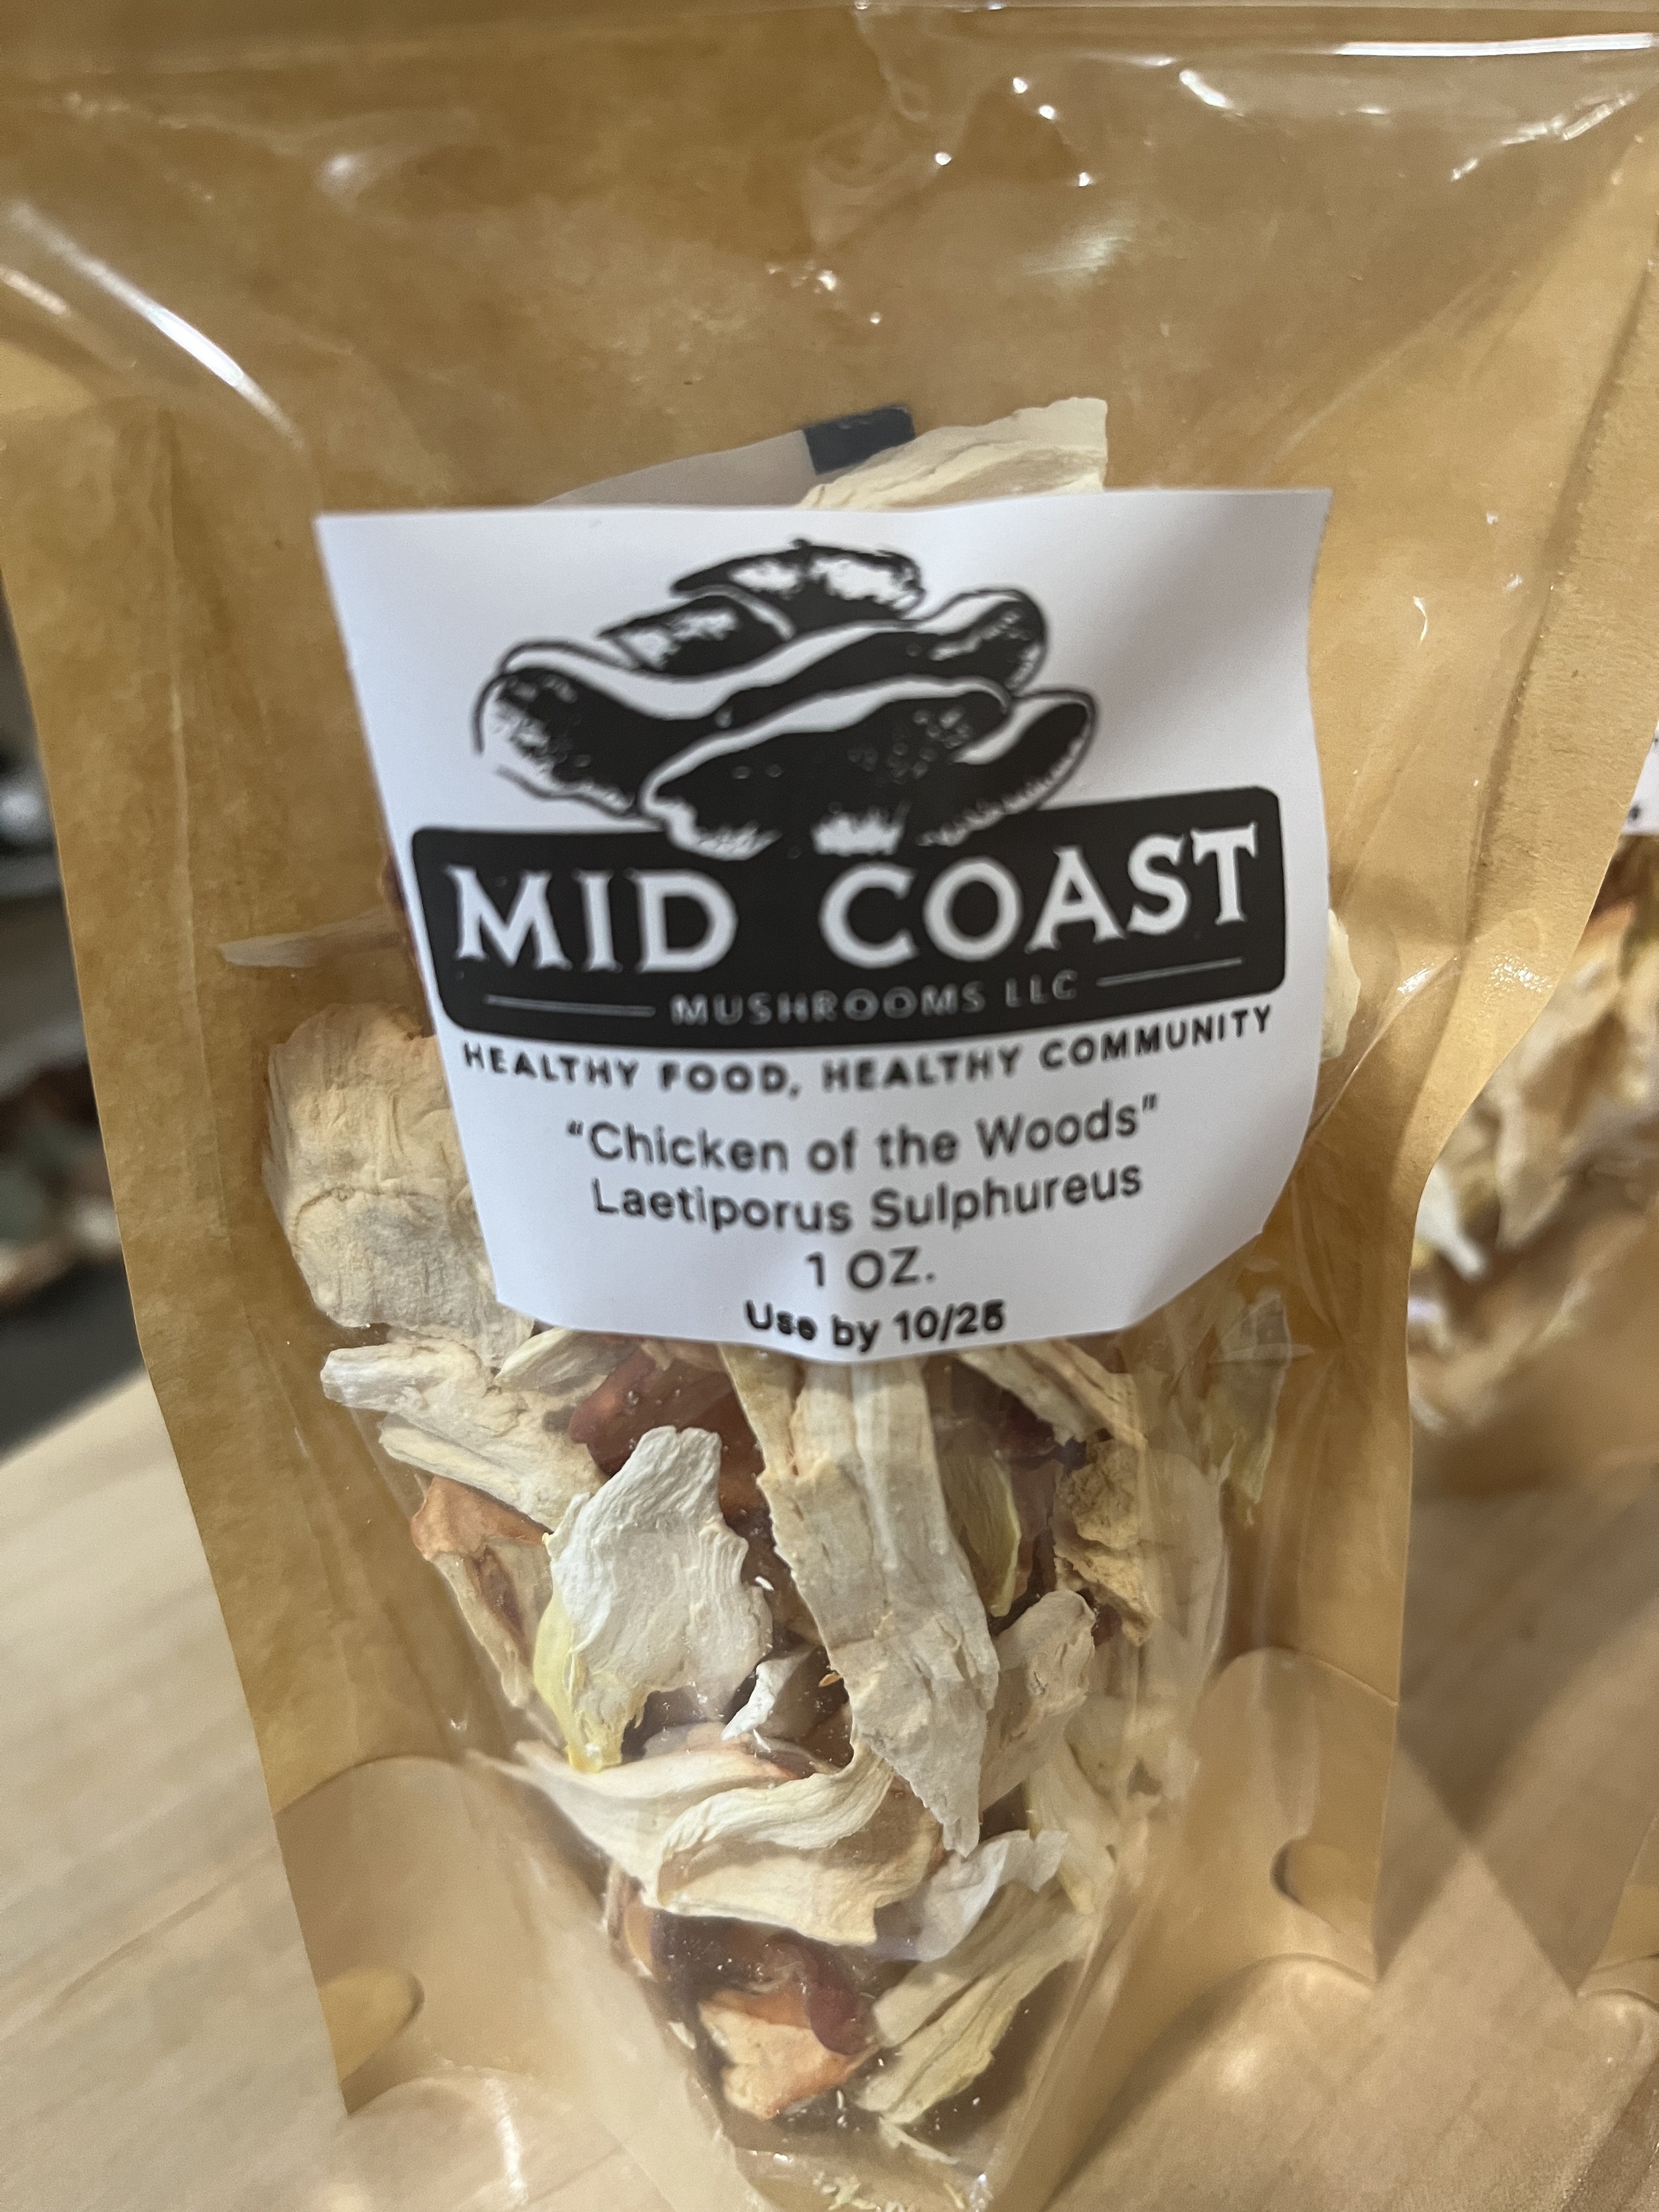 MID COAST
MUSHROOMS LLC
HEALTHY FOOD, HEALTHY COMMUNITY
"Chicken of the Woods"
Laetiporus Sulphureus
1 OZ.
Use by 10/25